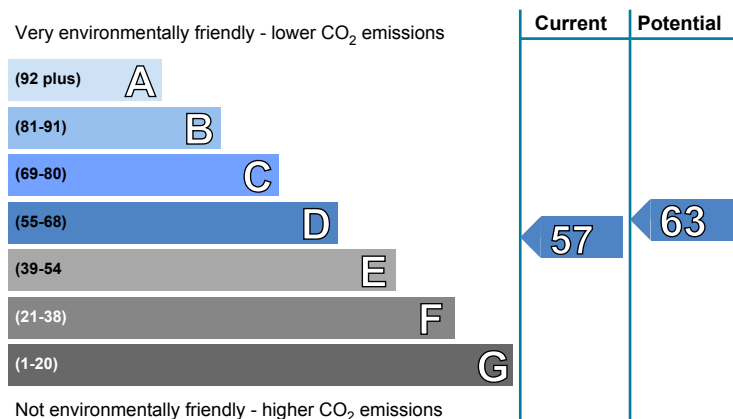 Very environmentally friendly - lower CO2 emissions
Current
Potential
(92 plus) A
(81-91) B
(69-80) C
(55-68) D
57
63
(39-54 E
(21-38) F
(1-20) G
Not environmentally friendly - higher CO2 emissions